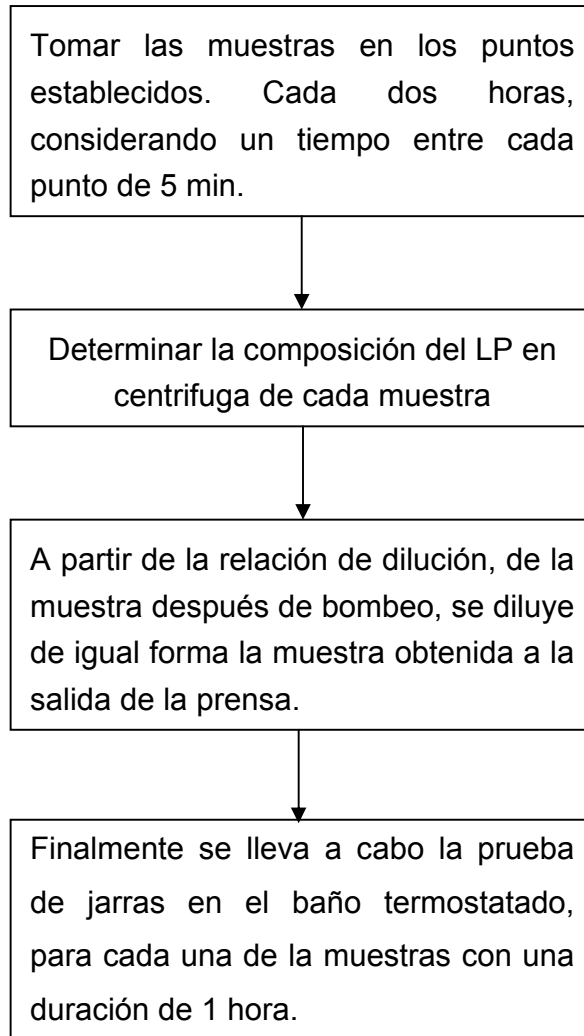 Tomar las muestras en los puntos
establecidos. Cada dos horas,
considerando un tiempo entre cada
punto de 5 min.
Determinar la composición del LP en
centrifuga de cada muestra
A partir de la relación de dilución, de la
muestra después de bombeo, se diluye
de igual forma la muestra obtenida a la
salida de la prensa.
Finalmente se lleva a cabo la prueba
de jarras en el baño termostatado,
para cada una de la muestras con una
duración de 1 hora.